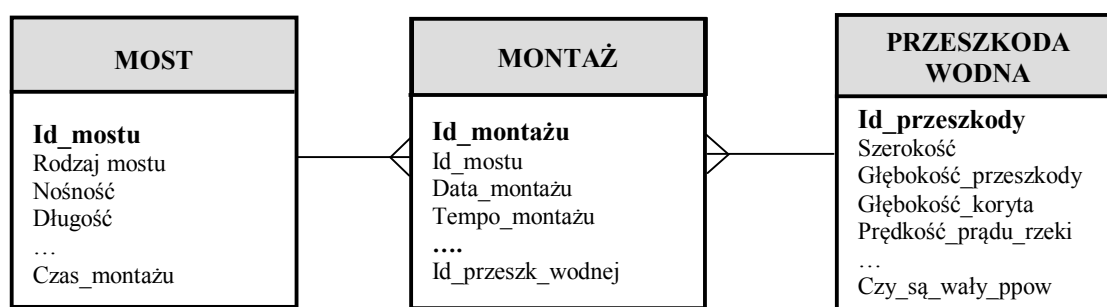 MOST
Id_mostu
Rodzaj mostu
Nośność
Długość
…
Czas_montażu
MONTAŻ
Id_montażu
Id_mostu
Data_montażu
Tempo_montażu
….
Id_przeszk_wodnej
PRZESZKODA
WODNA
Id_przeszkody
Szerokość
Głębokość_przeszkody
Głębokość_koryta
Prędkość_prądu_rzeki
…
Czy_są_wały_ppow